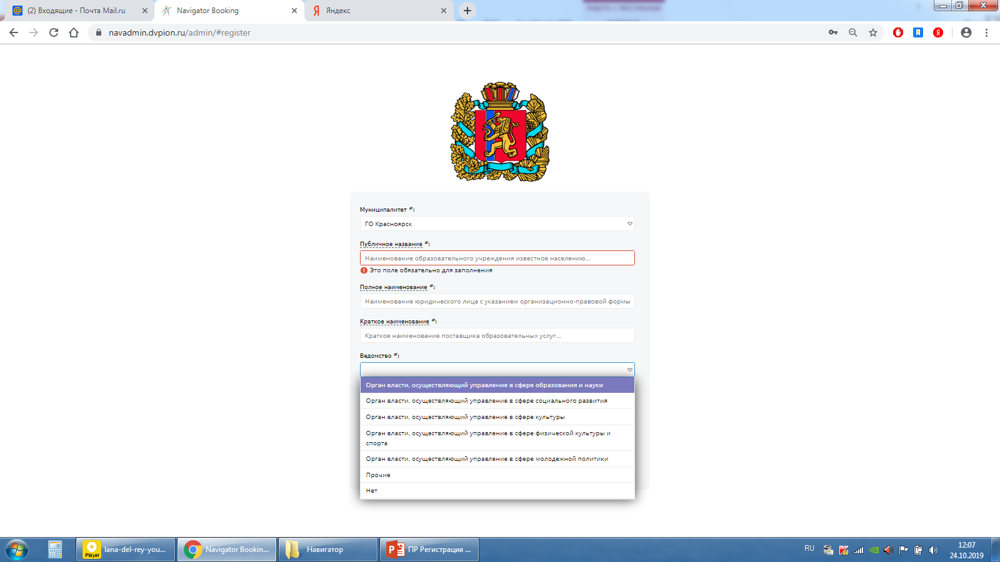 (2) Входящие - Почта Mail.ru
Navigator Booking
Яндекс
navadmin.dvpion.ru/admin/#register
Муниципалитет *:
ГО Красноярск
Публичное название *:
Наименование образовательного учреждения известное населению...
Это поле обязательно для заполнения
Полное наименование *:
Наименование юридического лица с указанием организационно-правовой формы
Краткое наименование *:
Краткое наименование поставщика образовательных услуг...
Ведомство *:
Орган власти, осуществляющий управление в сфере образования и науки
Орган власти, осуществляющий управление в сфере социального развития
Орган власти, осуществляющий управление в сфере культуры
Орган власти, осуществляющий управление в сфере физической культуры и
спорта
Орган власти, осуществляющий управление в сфере молодежной политики
Прочие
Нет
Player
lana-del-rey-you...
Navigator Bookin...
Навигатор
ПР Регистрация ...
RU
12:07
24.10.2019